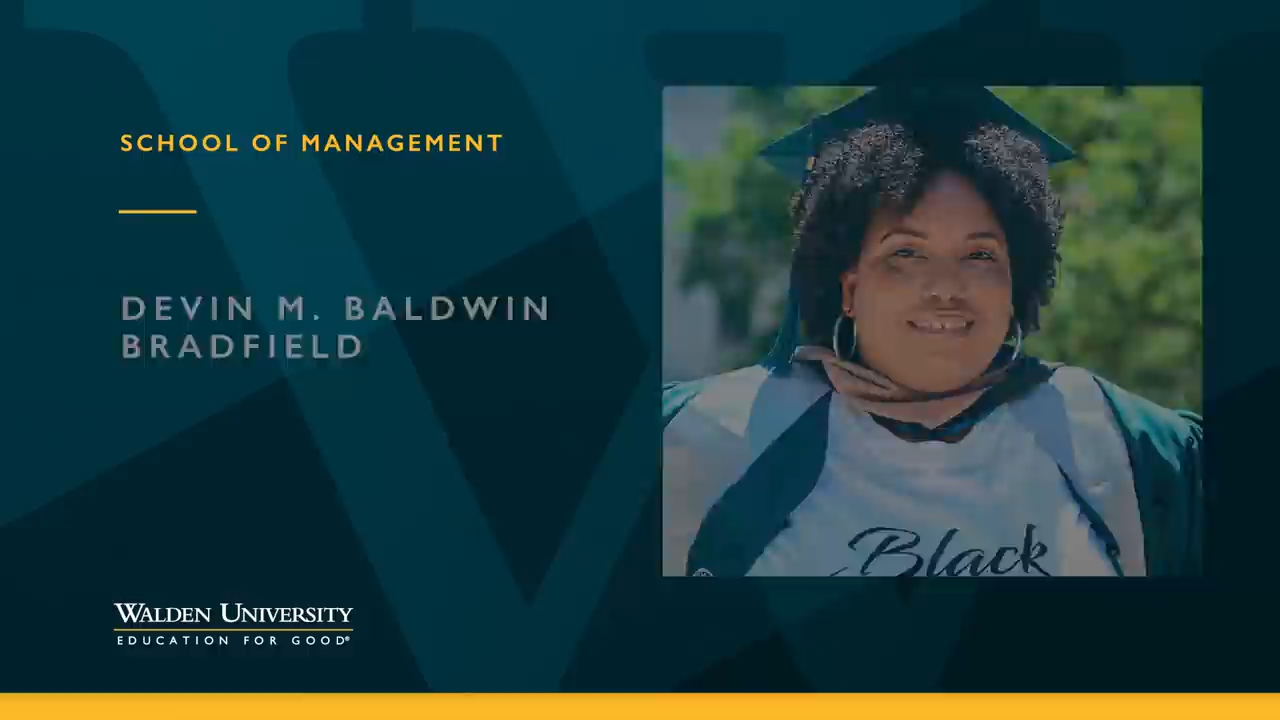 SCHOOL OF MANAGEMENT
DEVIN M. BALDWIN
BRADFIELD
Black
WALDEN UNIVERSITY
EDUCATION FOR GOOD®